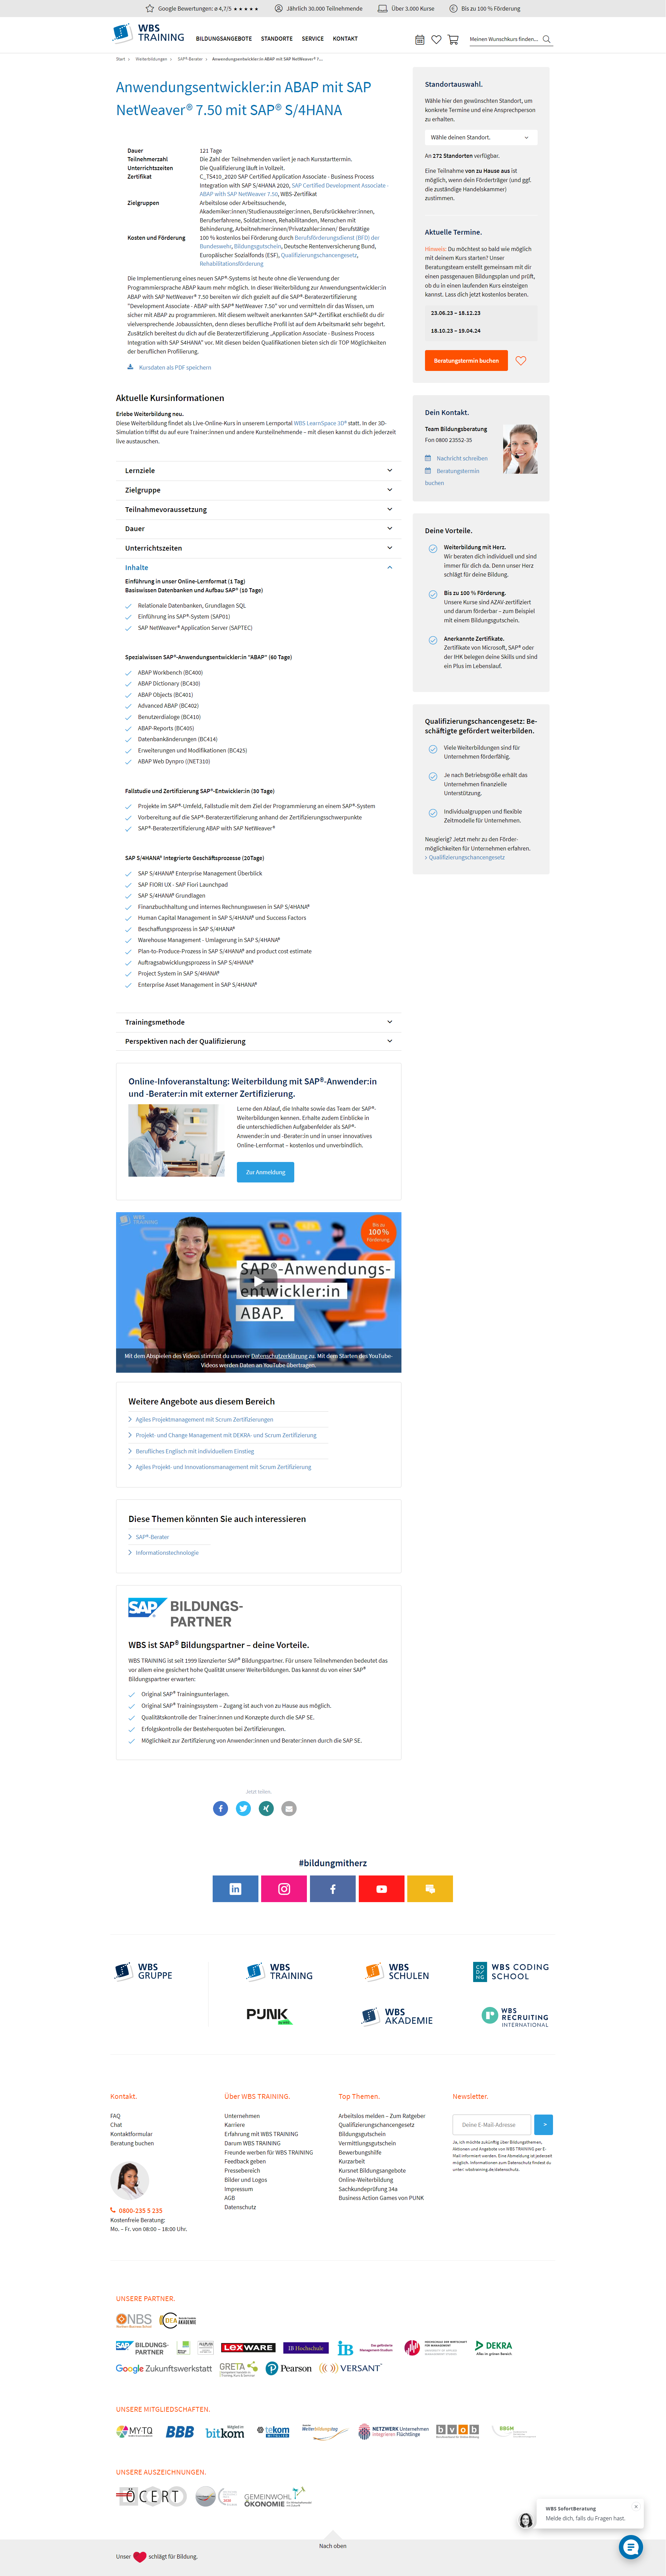 Google Bewertungen: ø 4,7/5 ★ ★ ★ ★ ★
Jährlich 30.000 Teilnehmende
Über 3.000 Kurse
Bis zu 100 % Förderung
WBS TRAINING
BILDUNGSANGEBOTE STANDORTE SERVICE KONTAKT
Meinen Wunschkurs finden...
Start › Weiterbildungen › SAP®-Berater › Anwendungsentwickler:in ABAP mit SAP NetWeaver® 7...
Anwendungsentwickler:in ABAP mit SAP
NetWeaver® 7.50 mit SAP® S/4HANA
Dauer 121 Tage
Teilnehmerzahl Die Zahl der Teilnehmenden variiert je nach Kursstarttermin.
Unterrichtszeiten Die Qualifizierung läuft in Vollzeit.
Zertifikat C_TS410_2020 SAP Certified Application Associate - Business Process
Integration with SAP S/4HANA 2020, SAP Certified Development Associate -
ABAP with SAP NetWeaver 7.50, WBS-Zertifikat
Zielgruppen Arbeitslose oder Arbeitssuchende,
Akademiker:innen/Studienaussteiger:innen, Berufsrückkehrer:innen,
Berufserfahrene, Soldat:innen, Rehabilitanden, Menschen mit
Behinderung, Arbeitnehmer:innen/Privatzahler:innen/ Berufstätige
Kosten und Förderung 100 % kostenlos bei Förderung durch Berufsförderungsdienst (BFD) der
Bundeswehr, Bildungsgutschein, Deutsche Rentenversicherung Bund,
Europäischer Sozialfonds (ESF), Qualifizierungschancengesetz,
Rehabilitationsförderung
Die Implementierung eines neuen SAP®-Systems ist heute ohne die Verwendung der
Programmiersprache ABAP kaum mehr möglich. In dieser Weiterbildung zur Anwendungsentwickler:in
ABAP with SAP NetWeaver® 7.50 bereiten wir dich gezielt auf die SAP®-Beraterzertifizierung
"Development Associate - ABAP with SAP® NetWeaver 7.50" vor und vermitteln dir das Wissen, um
sicher mit ABAP zu programmieren. Mit diesem weltweit anerkannten SAP®-Zertifikat erschließt du dir
vielversprechende Jobaussichten, denn dieses berufliche Profil ist auf dem Arbeitsmarkt sehr begehrt.
Zusätzlich bereitest du dich auf die Beraterzertifizierung „Application Associate - Business Process
Integration with SAP S4HANA" vor. Mit diesen beiden Qualifikationen bieten sich dir TOP Möglichkeiten
der beruflichen Profilierung.
Kursdaten als PDF speichern
Aktuelle Kursinformationen
Erlebe Weiterbildung neu.
Diese Weiterbildung findet als Live-Online-Kurs in unserem Lernportal WBS LearnSpace 3D® statt. In der 3D-
Simulation triffst du auf eure Trainer:innen und andere Kursteilnehmende – mit diesen kannst du dich jederzeit
live austauschen.
Lernziele
Zielgruppe
Teilnahmevoraussetzung
Dauer
Unterrichtszeiten
Inhalte
Einführung in unser Online-Lernformat (1 Tag)
Basiswissen Datenbanken und Aufbau SAP® (10 Tage)
Relationale Datenbanken, Grundlagen SQL
Einführung ins SAP®-System (SAP01)
SAP NetWeaver® Application Server (SAPTEC)
Spezialwissen SAP®-Anwendungsentwickler:in "ABAP" (60 Tage)
ABAP Workbench (BC400)
ABAP Dictionary (BC430)
ABAP Objects (BC401)
Advanced ABAP (BC402)
Benutzerdialoge (BC410)
ABAP-Reports (BC405)
Datenbankänderungen (BC414)
Erweiterungen und Modifikationen (BC425)
ABAP Web Dynpro ((NET310)
Fallstudie und Zertifizierung SAP®-Entwickler:in (30 Tage)
Projekte im SAP®-Umfeld, Fallstudie mit dem Ziel der Programmierung an einem SAP®-System
Vorbereitung auf die SAP®-Beraterzertifizierung anhand der Zertifizierungsschwerpunkte
SAP®-Beraterzertifizierung ABAP with SAP NetWeaver®
SAP S/4HANA® Integrierte Geschäftsprozesse (20Tage)
SAP S/4HANA® Enterprise Management Überblick
SAP FIORI UX - SAP Fiori Launchpad
SAP S/4HANA® Grundlagen
Finanzbuchhaltung und internes Rechnungswesen in SAP S/4HANA®
Human Capital Management in SAP S/4HANA® und Success Factors
Beschaffungsprozess in SAP S/4HANA®
Warehouse Management - Umlagerung in SAP S/4HANA®
Plan-to-Produce-Prozess in SAP S/4HANA® and product cost estimate
Auftragsabwicklungsprozess in SAP S/4HANA®
Project System in SAP S/4HANA®
Enterprise Asset Management in SAP S/4HANA®
Trainingsmethode
Perspektiven nach der Qualifizierung
Online-Infoveranstaltung: Weiterbildung mit SAP®-Anwender:in
und -Berater:in mit externer Zertifizierung.
Lerne den Ablauf, die Inhalte sowie das Team der SAP®-
Weiterbildungen kennen. Erhalte zudem Einblicke in
die unterschiedlichen Aufgabenfelder als SAP®-
Anwender:in und -Berater:in und in unser innovatives
Online-Lernformat – kostenlos und unverbindlich.
Zur Anmeldung
WBS TRAINING
Bis zu
100 %
Förderung
SAP®-Anwendungs-
entwickler:in
ABAP.
Mit dem Abspielen des Videos stimmst du unserer Datenschutzerklärung zu. Mit dem Starten des YouTube-
Videos werden Daten an YouTube übertragen.
Weitere Angebote aus diesem Bereich
Agiles Projektmanagement mit Scrum Zertifizierungen
Projekt- und Change Management mit DEKRA- und Scrum Zertifizierung
Berufliches Englisch mit individuellem Einstieg
Agiles Projekt- und Innovationsmanagement mit Scrum Zertifizierung
Diese Themen könnten Sie auch interessieren
SAP®-Berater
Informationstechnologie
SAP BILDUNGS-
PARTNER
WBS ist SAP® Bildungspartner – deine Vorteile.
WBS TRAINING ist seit 1999 lizenzierter SAP® Bildungspartner. Für unsere Teilnehmenden bedeutet das
vor allem eine gesichert hohe Qualität unserer Weiterbildungen. Das kannst du von einer SAP®
Bildungspartner erwarten:
Original SAP® Trainingsunterlagen.
Original SAP® Trainingssystem – Zugang ist auch von zu Hause aus möglich.
Qualitätskontrolle der Trainer:innen und Konzepte durch die SAP SE.
Erfolgskontrolle der Bestehensquoten bei Zertifizierungen.
Möglichkeit zur Zertifizierung von Anwender:innen und Berater:innen durch die SAP SE.
Standortauswahl.
Wähle hier den gewünschten Standort, um
konkrete Termine und eine Ansprechperson
zu erhalten.
Wähle deinen Standort.
An 272 Standorten verfügbar.
Eine Teilnahme von zu Hause aus ist
möglich, wenn dein Förderträger (und ggf.
die zuständige Handelskammer)
zustimmen.
Aktuelle Termine.
Hinweis: Du möchtest so bald wie möglich
mit deinem Kurs starten? Unser
Beratungsteam erstellt gemeinsam mit dir
einen passgenauen Bildungsplan und prüft,
ob du in einen laufenden Kurs einsteigen
kannst. Lass dich jetzt kostenlos beraten.
23.06.23 – 18.12.23
18.10.23 – 19.04.24
Beratungstermin buchen
Dein Kontakt.
Team Bildungsberatung
Fon 0800 23552-35
Nachricht schreiben
Beratungstermin
buchen
Deine Vorteile.
Weiterbildung mit Herz.
Wir beraten dich individuell und sind
immer für dich da. Denn unser Herz
schlägt für deine Bildung.
Bis zu 100 % Förderung.
Unsere Kurse sind AZAV-zertifiziert
und darum förderbar – zum Beispiel
mit einem Bildungsgutschein.
Anerkannte Zertifikate.
Zertifikate von Microsoft, SAP® oder
der IHK belegen deine Skills und sind
ein Plus im Lebenslauf.
Qualifizierungschancengesetz: Be-
schäftigte gefördert weiterbilden.
Viele Weiterbildungen sind für
Unternehmen förderfähig.
Je nach Betriebsgröße erhält das
Unternehmen finanzielle
Unterstützung.
Individualgruppen und flexible
Zeitmodelle für Unternehmen.
Neugierig? Jetzt mehr zu den Förder-
möglichkeiten für Unternehmen erfahren.
› Qualifizierungschancengesetz
Jetzt teilen.
#bildungmitherz
WBS GRUPPE
WBS TRAINING
WBS SCHULEN
WBS CODING SCHOOL
PUNK
WBS AKADEMIE
WBS RECRUITING INTERNATIONAL
Kontakt.
FAQ
Chat
Kontaktformular
Beratung buchen
0800-235 5 235
Kostenfreie Beratung:
Mo. – Fr. von 08:00 – 18:00 Uhr.
Über WBS TRAINING.
Unternehmen
Karriere
Erfahrung mit WBS TRAINING
Darum WBS TRAINING
Freunde werben für WBS TRAINING
Feedback geben
Pressebereich
Bilder und Logos
Impressum
AGB
Datenschutz
Top Themen.
Arbeitslos melden – Zum Ratgeber
Qualifizierungschancengesetz
Bildungsgutschein
Vermittlungsgutschein
Bewerbungshilfe
Kurzarbeit
Kursnet Bildungsangebote
Online-Weiterbildung
Sachkundeprüfung 34a
Business Action Games von PUNK
Newsletter.
Deine E-Mail-Adresse
>
Ja, ich möchte zukünftig über Bildungsthemen,
Aktionen und Angebote von WBS TRAINING per E-
Mail informiert werden. Eine Abmeldung ist jederzeit
möglich. Informationen zum Datenschutz findest du
unter: wbstraining.de/datenschutz.
UNSERE PARTNER.
NBS
AKADEMIE
SAP BILDUNGS-
PARTNER
LEXWARE
IB Hochschule
iB
DEKRA
Alles im grünen Bereich.
Google Zukunftswerkstatt
GRETA
Pearson
VERSANT
UNSERE MITGLIEDSCHAFTEN.
MY-TQ
BBB
bitkom
tekom
NETZWERK Unternehmen
integrieren Flüchtlinge
bvob
BBGM
UNSERE AUSZEICHNUNGEN.
ÖCERT
GEMEINWOHL
ÖKONOMIE
WBS SofortBeratung
Melde dich, falls du Fragen hast.
Nach oben
Unser schlägt für Bildung.